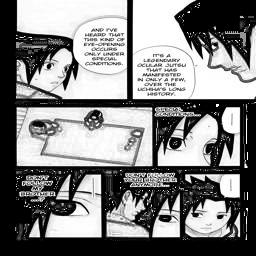 AND I'VE
HEARD THAT
THIS KIND OF
EYE-OPENING
OCCURS
ONLY UNDER
SPECIAL
CONDITIONS.
IT'S A
LEGENDARY
OCULAR JUTSU
THAT HAS
MANIFESTED
IN ONLY A FEW,
OVER THE
UCHIHA'S LONG
HISTORY.
SPECIAL
CONDITIONS...
DON'T
FOLLOW
MY
BROTHER
...?
DON'T FOLLOW
YOUR BROTHER
ANYMORE...